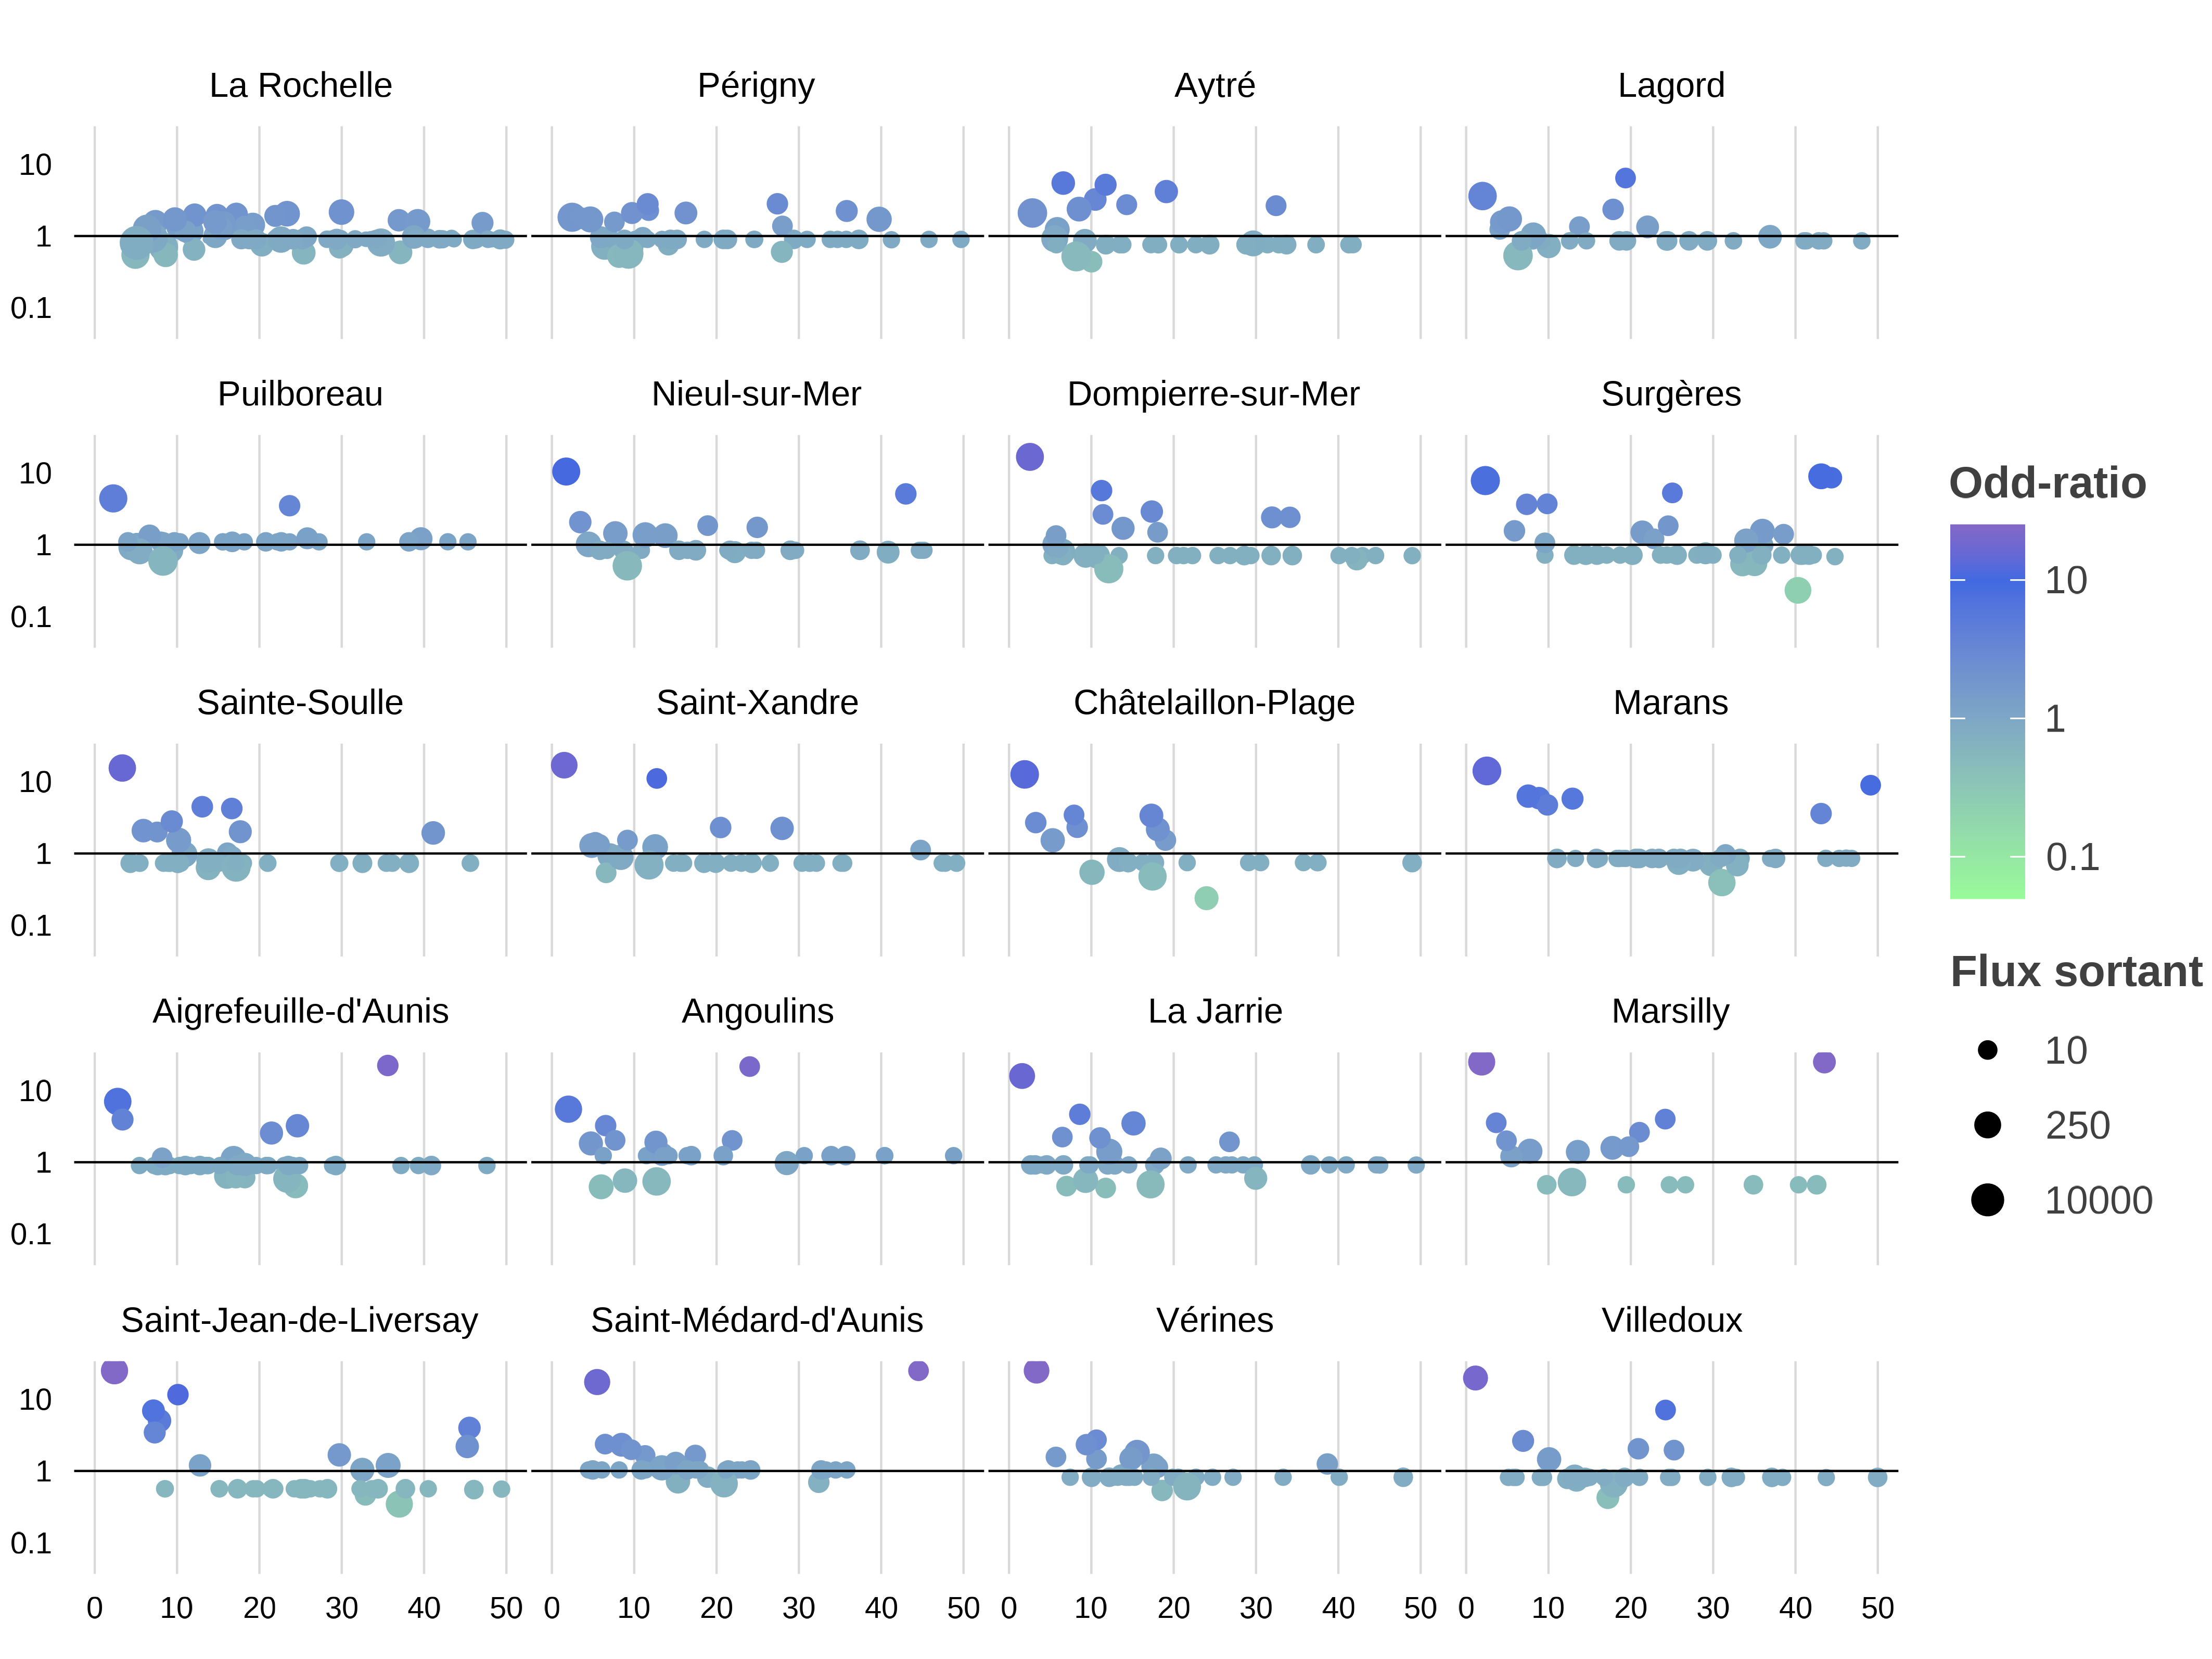 La Rochelle Périgny Aytré Lagord
10
1
0.1
Puilboreau Nieul-sur-Mer Dompierre-sur-Mer Surgères
10
1
0.1
Sainte-Soulle Saint-Xandre Châtelaillon-Plage Marans
10
1
0.1
Aigrefeuille-d'Aunis Angoulins La Jarrie Marsilly
10
1
0.1
Saint-Jean-de-Liversay Saint-Médard-d'Aunis Vérines Villedoux
10
1
0.1
0 10 20 30 40 50 0 10 20 30 40 50 0 10 20 30 40 50 0 10 20 30 40 50
Odd-ratio
10
1
0.1
Flux sortant
10
250
10000